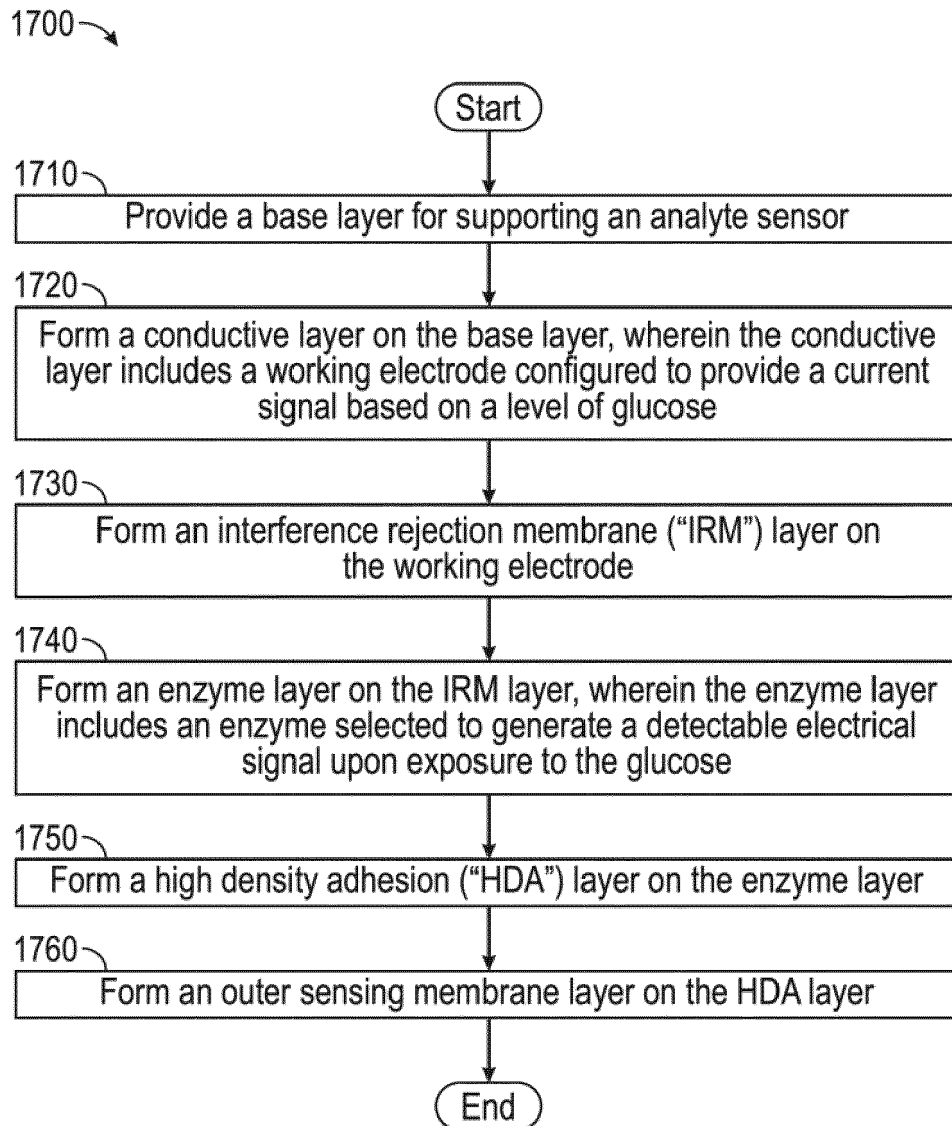 1700
Start
1710
Provide a base layer for supporting an analyte sensor
1720
Form a conductive layer on the base layer, wherein the conductive
layer includes a working electrode configured to provide a current
signal based on a level of glucose
1730
Form an interference rejection membrane (“IRM”) layer on
the working electrode
1740
Form an enzyme layer on the IRM layer, wherein the enzyme layer
includes an enzyme selected to generate a detectable electrical
signal upon exposure to the glucose
1750
Form a high density adhesion (“HDA”) layer on the enzyme layer
1760
Form an outer sensing membrane layer on the HDA layer
End